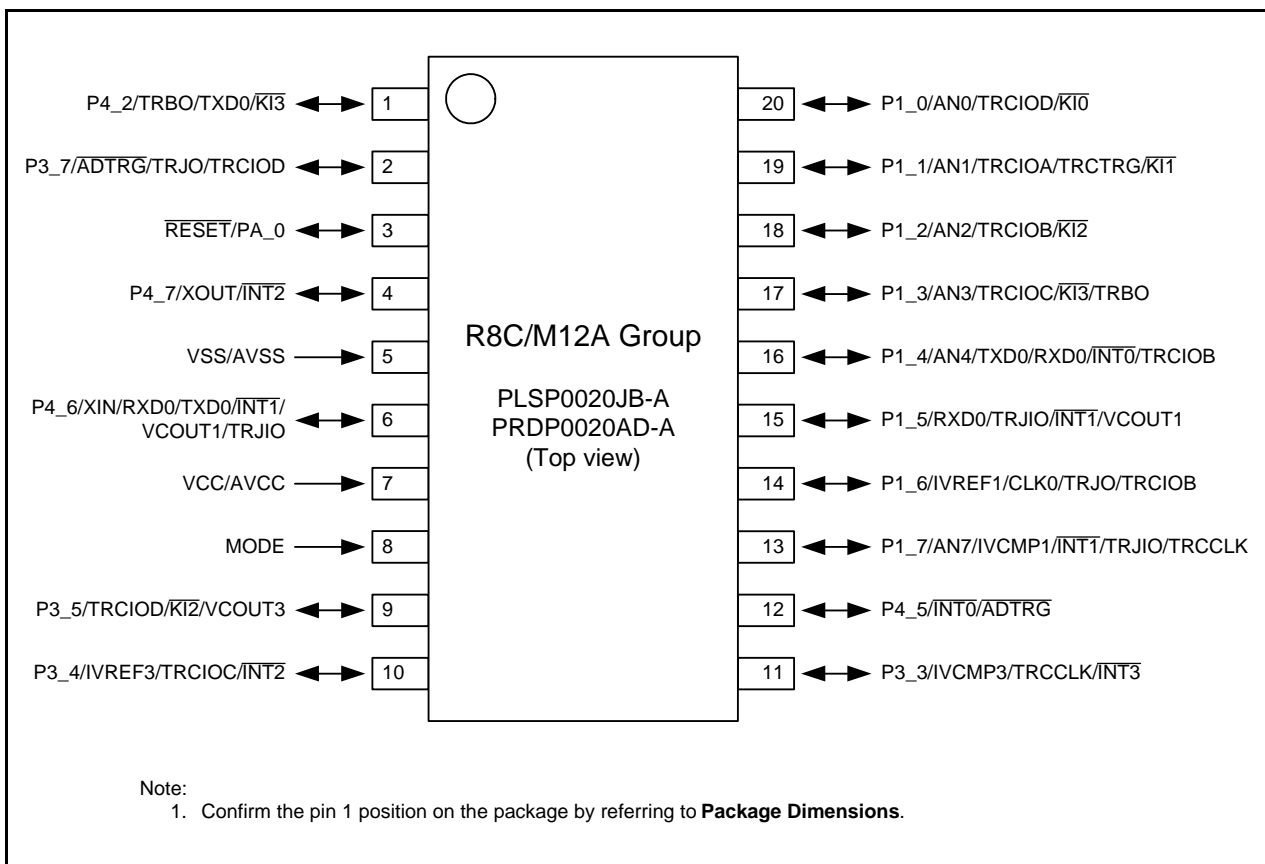 P4_2/TRBO/TXD0/KI3
1
P3_7/ADTRG/TRJO/TRCIOD
2
RESET/PA_0
3
P4_7/XOUT/INT2
4
VSS/AVSS
5
P4_6/XIN/RXD0/TXD0/INT1/
VCOUT1/TRJIO
6
VCC/AVCC
7
MODE
8
P3_5/TRCIOD/KI2/VCOUT3
9
P3_4/IVREF3/TRCIOC/INT2
10
R8C/M12A Group
PLSP0020JB-A
PRDP0020AD-A
(Top view)
20
P1_0/AN0/TRCIOD/KI0
19
P1_1/AN1/TRCIOA/TRCTRG/KI1
18
P1_2/AN2/TRCIOB/KI2
17
P1_3/AN3/TRCIOC/KI3/TRBO
16
P1_4/AN4/TXD0/RXD0/INT0/TRCIOB
15
P1_5/RXD0/TRJIO/INT1/VCOUT1
14
P1_6/IVREF1/CLK0/TRJO/TRCIOB
13
P1_7/AN7/IVCMP1/INT1/TRJIO/TRCCLK
12
P4_5/INT0/ADTRG
11
P3_3/IVCMP3/TRCCLK/INT3
Note:
1. Confirm the pin 1 position on the package by referring to Package Dimensions.